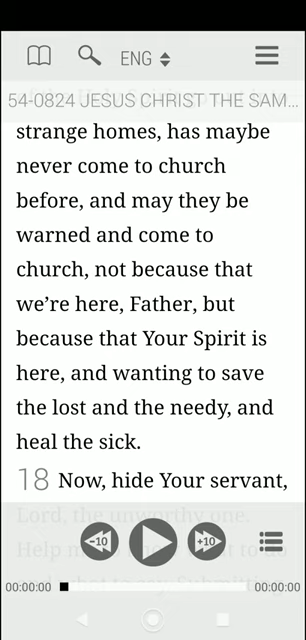 ENG
54-0824 JESUS CHRIST THE SAM...
strange homes, has maybe
never come to church
before, and may they be
warned and come to
church, not because that
we're here, Father, but
because that Your Spirit is
here, and wanting to save
the lost and the needy, and
heal the sick.
18 Now, hide Your servant,
Lord, the unworthy one.
-10 +10
00:00:00 00:00:00